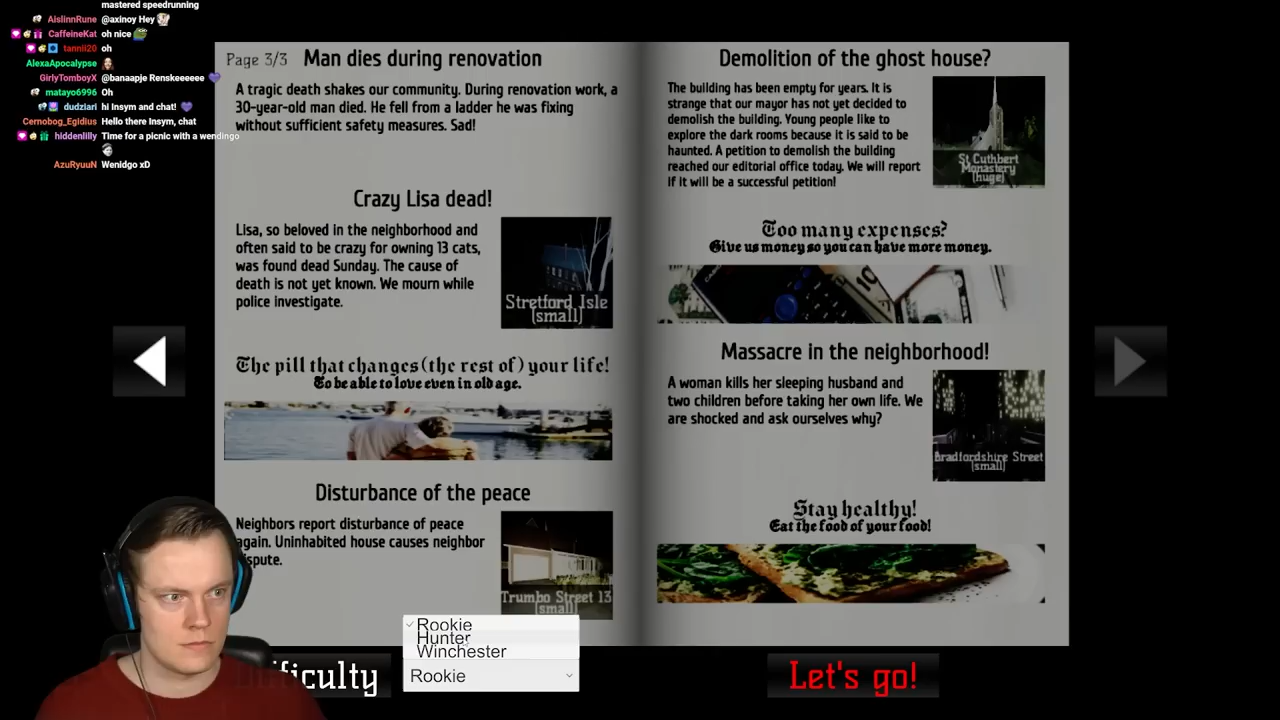 mastered speedrunning
AislinnRune @axinoy Hey
CaffeineKat oh nice
tannli20 oh
AlexaApocalypse
GirlyTomboyX @banaapje Renskeeeeee
matayo6996 Oh
dudziari hi Insym and chat!
Cernobog_Egidius Hello there Insym, chat
hiddenlilly Time for a picnic with a wendingo
AzuRyuuN Wenidgo xD
Page 3/3
Man dies during renovation
A tragic death shakes our community. During renovation work, a
30-year-old man died. He fell from a ladder he was fixing
without sufficient safety measures. Sad!
Crazy Lisa dead!
Lisa, so beloved in the neighborhood and
often said to be crazy for owning 13 cats,
was found dead Sunday. The cause of
death is not yet known. We mourn while
police investigate.
Stretford Isle
(small)
The pill that changes(the rest of) your life!
To be able to love even in old age.
Disturbance of the peace
Neighbors report disturbance of peace
again. Uninhabited house causes neighbor
ispute.
Trumbo Street 13
(small)
Demolition of the ghost house?
The building has been empty for years. It is
strange that our mayor has not yet decided to
demolish the building. Young people like to
explore the dark rooms because it is said to be
haunted. A petition to demolish the building
reached our editorial office today. We will report
if it will be a successful petition!
St Cuthbert
Monastery
(huge)
Too many expenses?
Give us money so you can have more money.
Massacre in the neighborhood!
A woman kills her sleeping husband and
two children before taking her own life. We
are shocked and ask ourselves why?
Bradfordshire Street
(small)
Stay healthy!
Eat the food of your food!
Rookie
Hunter
Winchester
fficulty
Rookie
Let's go!